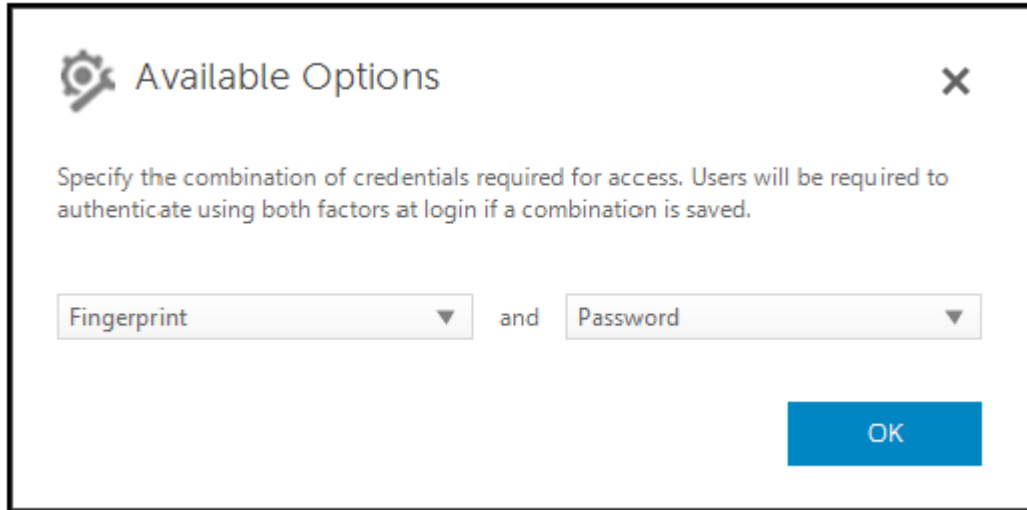 Available Options
Specify the combination of credentials required for access. Users will be required to
authenticate using both factors at login if a combination is saved.
Fingerprint and Password
OK